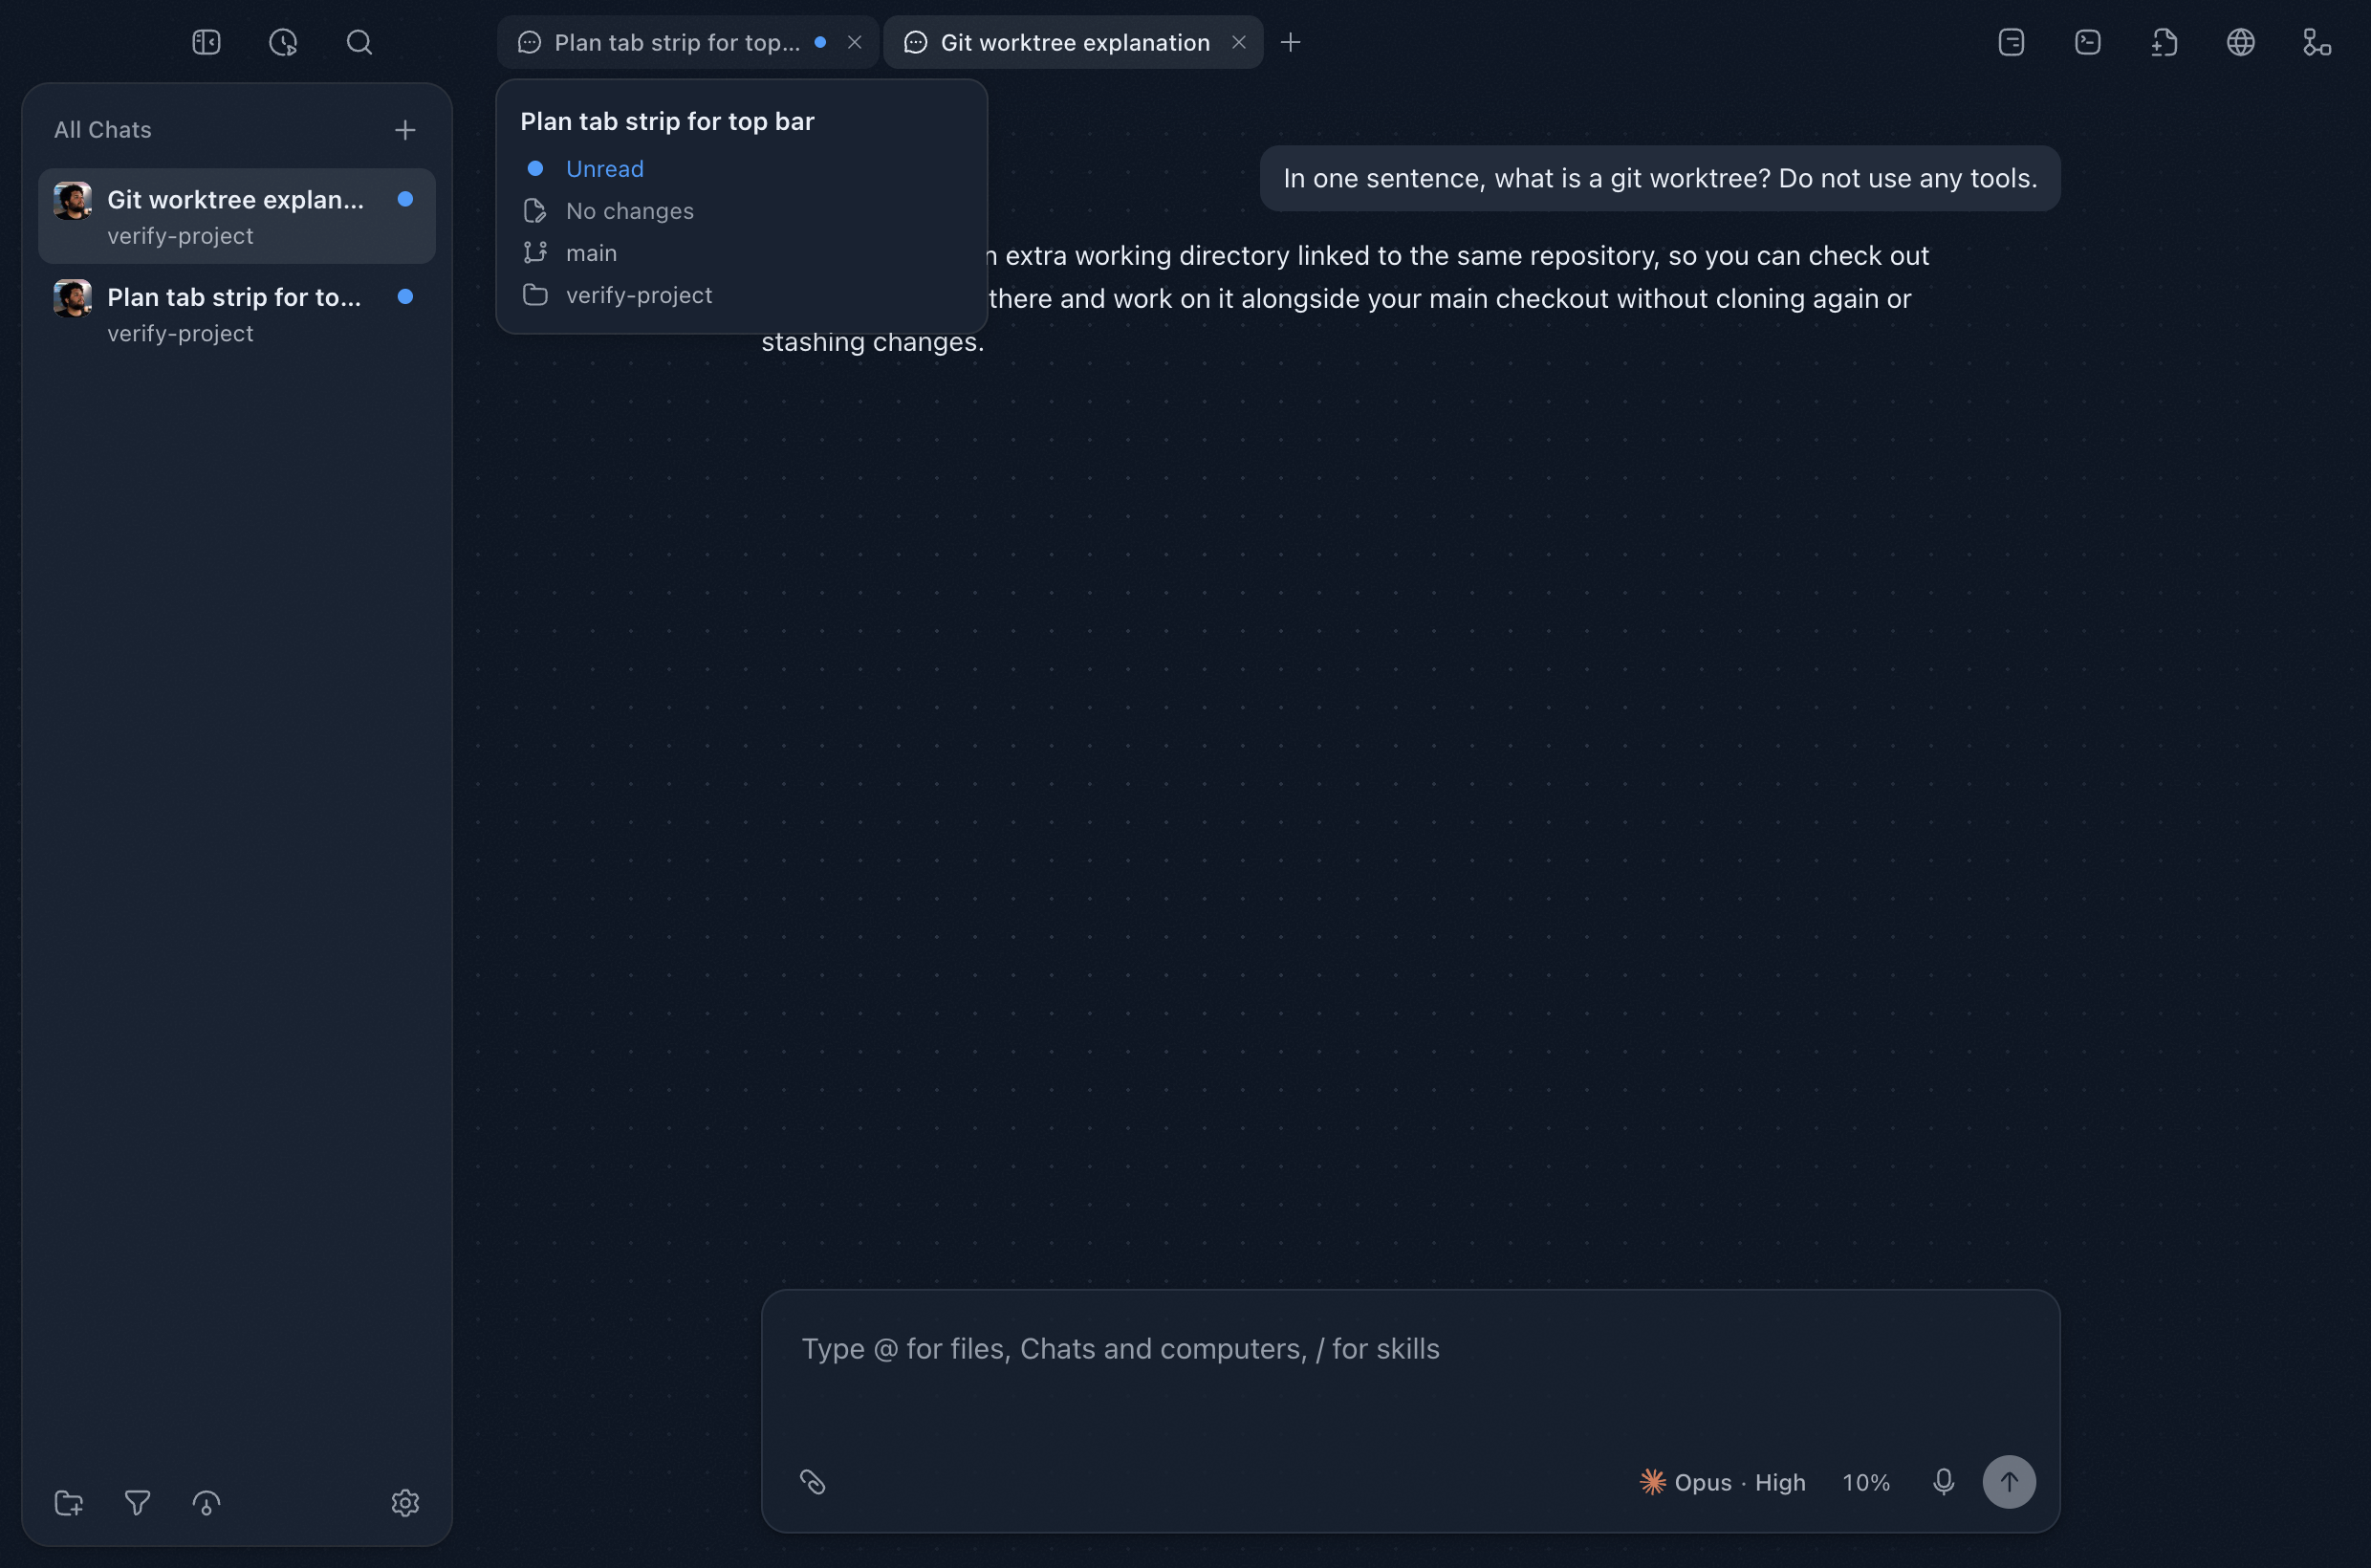 Plan tab strip for top...
Git worktree explanation
All Chats
Git worktree explan...
verify-project
Plan tab strip for to...
verify-project
Plan tab strip for top bar
Unread
No changes
main
verify-project
In one sentence, what is a git worktree? Do not use any tools.
extra working directory linked to the same repository, so you can check out
there and work on it alongside your main checkout without cloning again or
stashing changes.
Type @ for files, Chats and computers, / for skills
Opus · High
10%